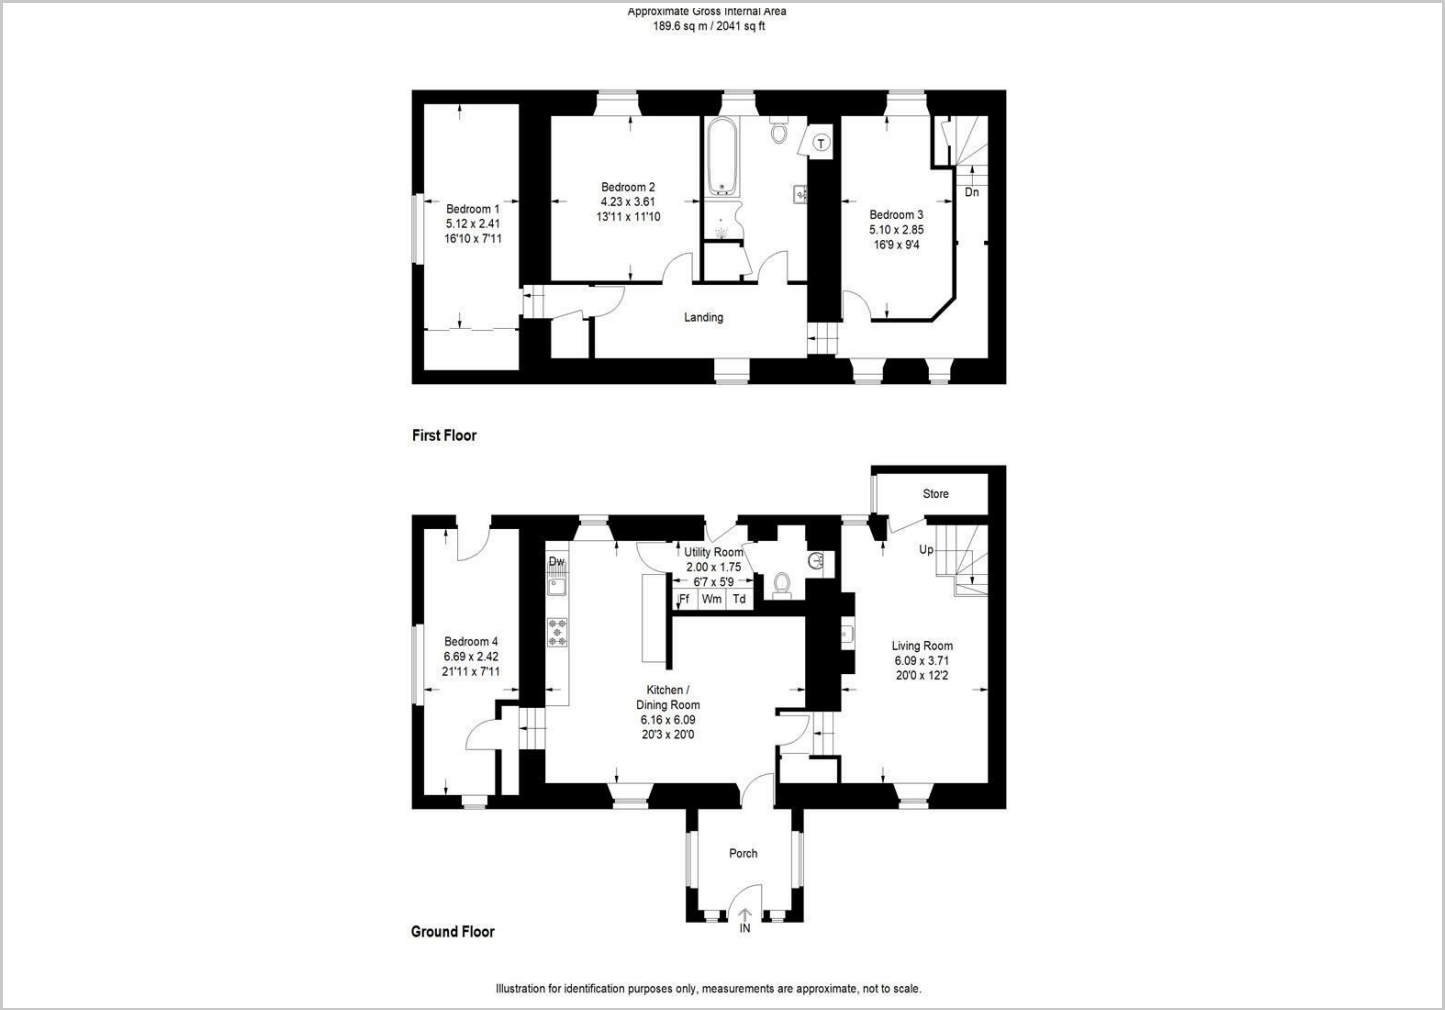 Approximate Gross Internal Area
189.6 sq m / 2041 sq ft
Bedroom 1
5.12 x 2.41
16'10 x 7'11
Bedroom 2
4.23 x 3.61
13'11 x 11'10
T
Bedroom 3
5.10 x 2.85
16'9 x 9'4
Dn
Landing
First Floor
Store
Up
Dw
Utility Room
2.00 x 1.75
6'7 x 5'9
Ff Wm Td
Bedroom 4
6.69 x 2.42
21'11 x 7'11
Living Room
6.09 x 3.71
20'0 x 12'2
Kitchen /
Dining Room
6.16 x 6.09
20'3 x 20'0
Porch
IN
Ground Floor
Illustration for identification purposes only, measurements are approximate, not to scale.